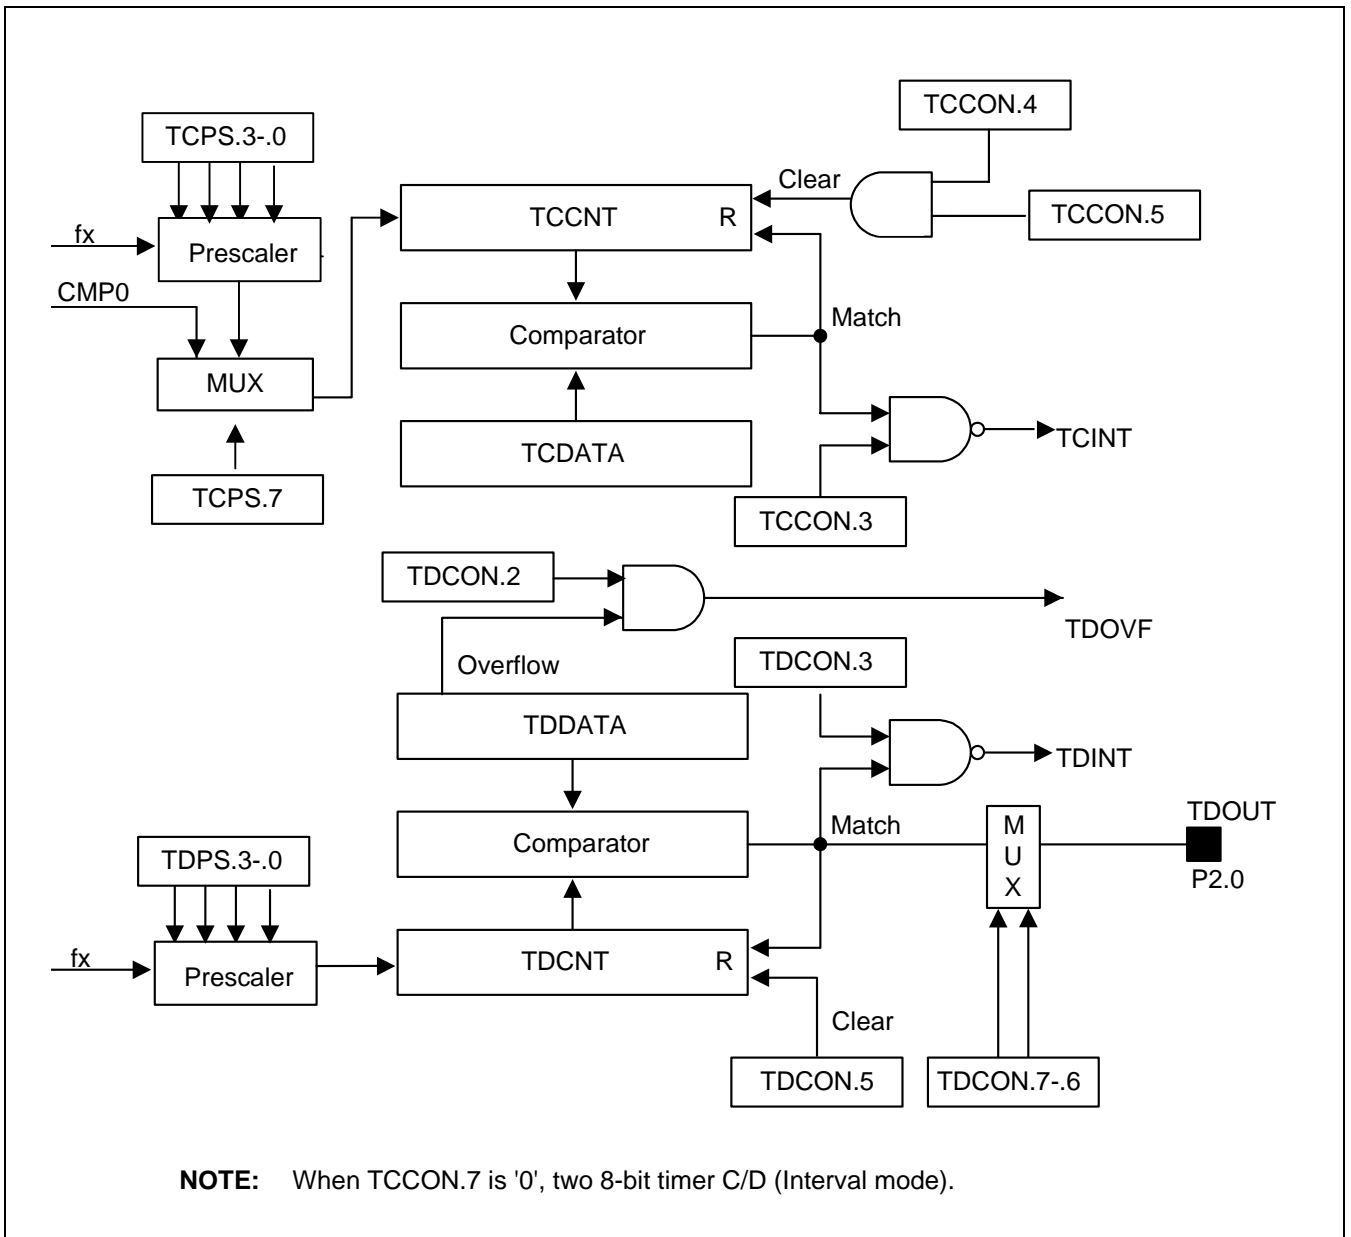 TCCON.4
TCPS.3-.0
Clear
TCCNT
R
TCCON.5
fx
Prescaler
CMP0
Comparator
Match
MUX
TCDATA
TCINT
TCPS.7
TCCON.3
TDCON.2
TDOVF
Overflow
TDCON.3
TDDATA
TDINT
TDOUT
Comparator
Match
M
U
X
TDPS.3-.0
P2.0
fx
Prescaler
TDCNT
R
Clear
TDCON.5
TDCON.7-.6
NOTE: When TCCON.7 is '0', two 8-bit timer C/D (Interval mode).